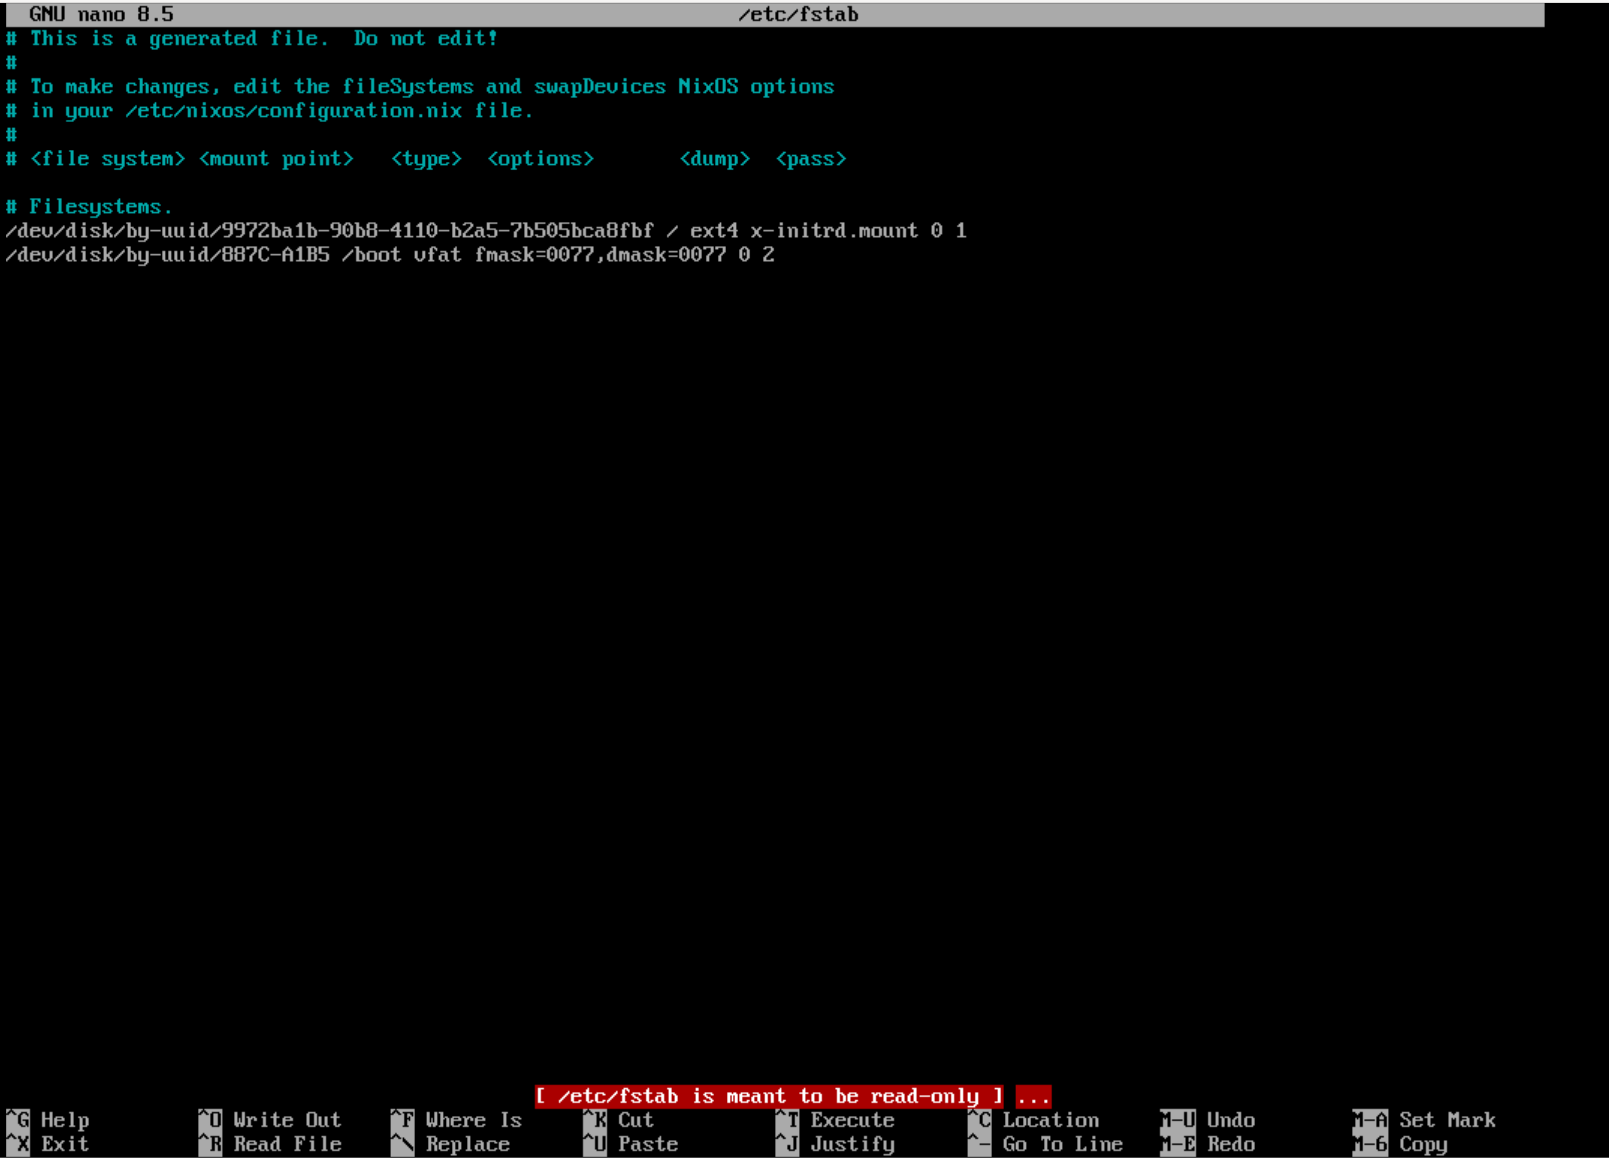 GNU nano 8.5 /etc/fstab
# This is a generated file.  Do not edit!
#
# To make changes, edit the fileSystems and swapDevices NixOS options
# in your /etc/nixos/configuration.nix file.
#
# <file system> <mount point>   <type>  <options>       <dump>  <pass>
# Filesystems.
/dev/disk/by-uuid/9972ba1b-90b8-4110-b2a5-7b505bca8fbf / ext4 x-initrd.mount 0 1
/dev/disk/by-uuid/887C-A1B5 /boot vfat fmask=0077,dmask=0077 0 2
[ /etc/fstab is meant to be read-only ] ...
^G Help ^O Write Out ^F Where Is ^K Cut ^T Execute ^C Location M-U Undo M-A Set Mark
^X Exit ^R Read File ^\ Replace ^U Paste ^J Justify ^- Go To Line M-E Redo M-6 Copy